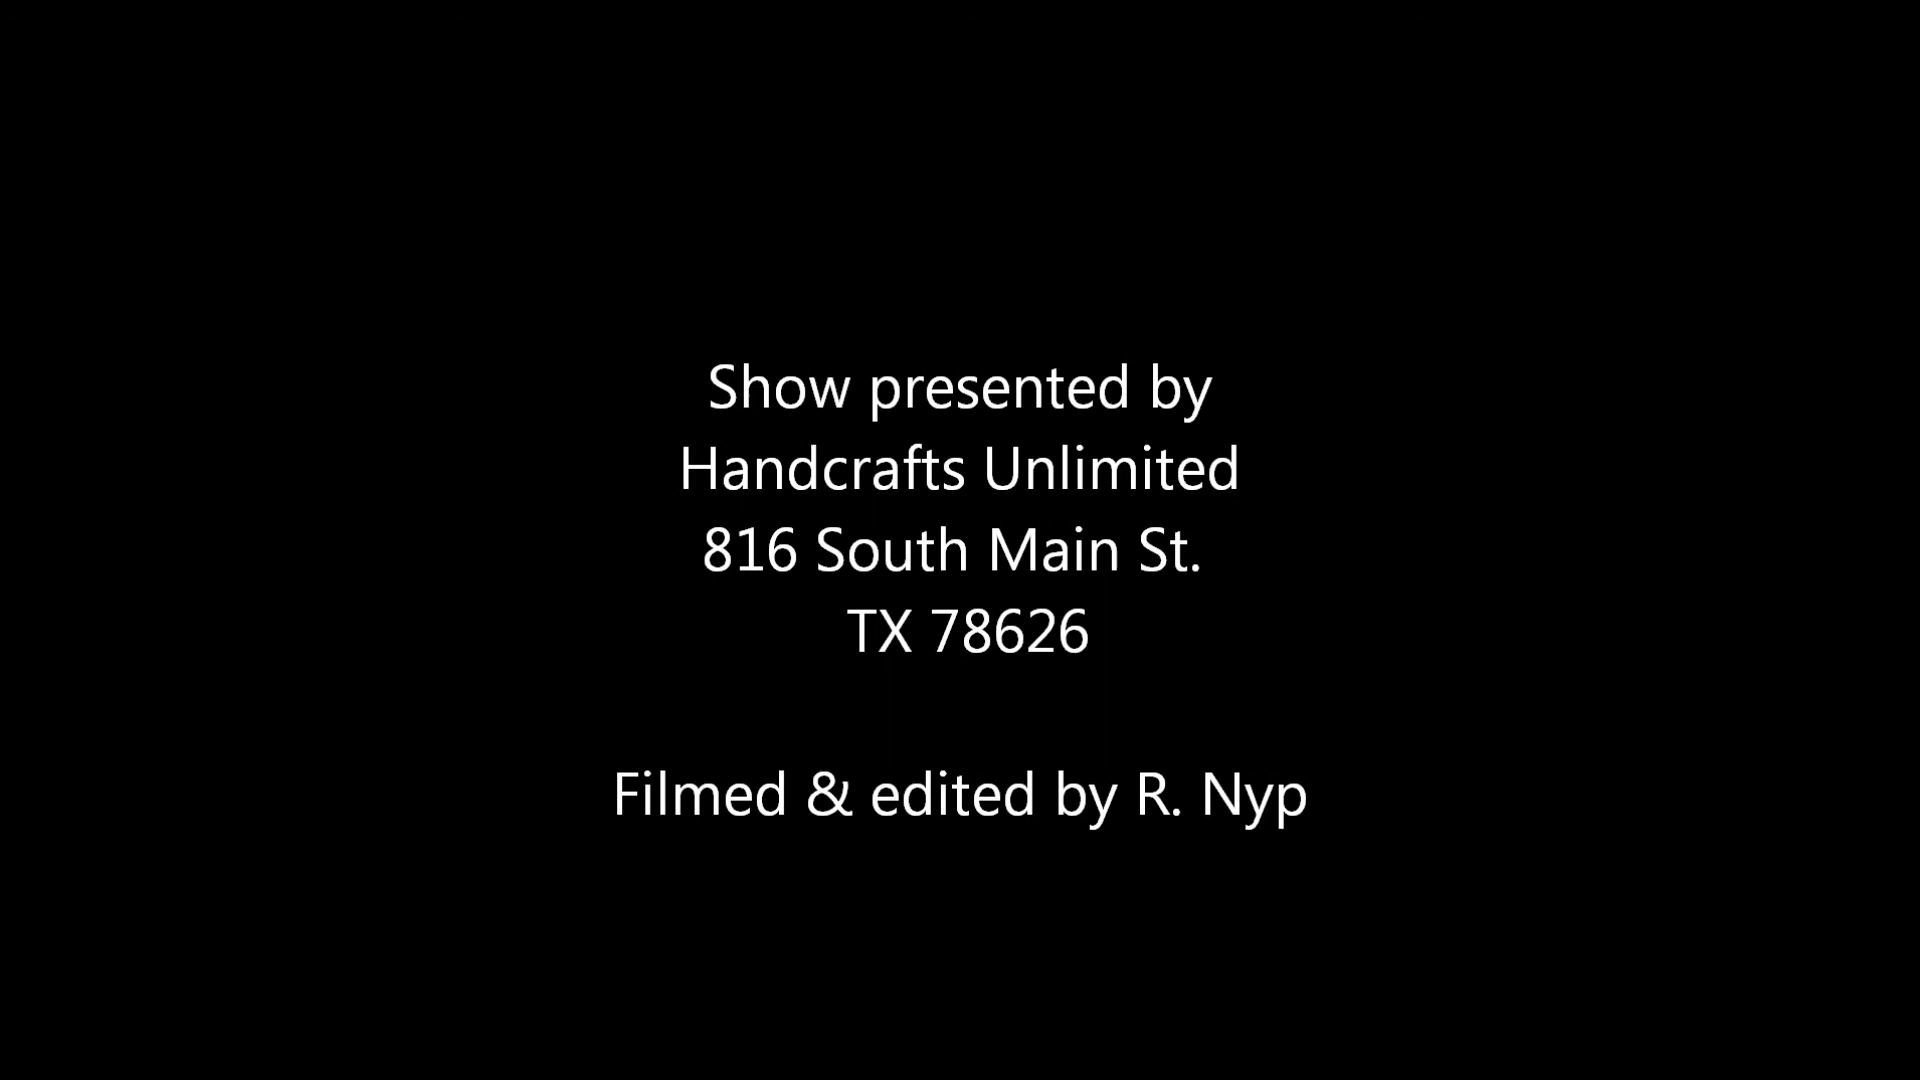 Show presented by
Handcrafts Unlimited
816 South Main St.
TX 78626
Filmed & edited by R. Nyp